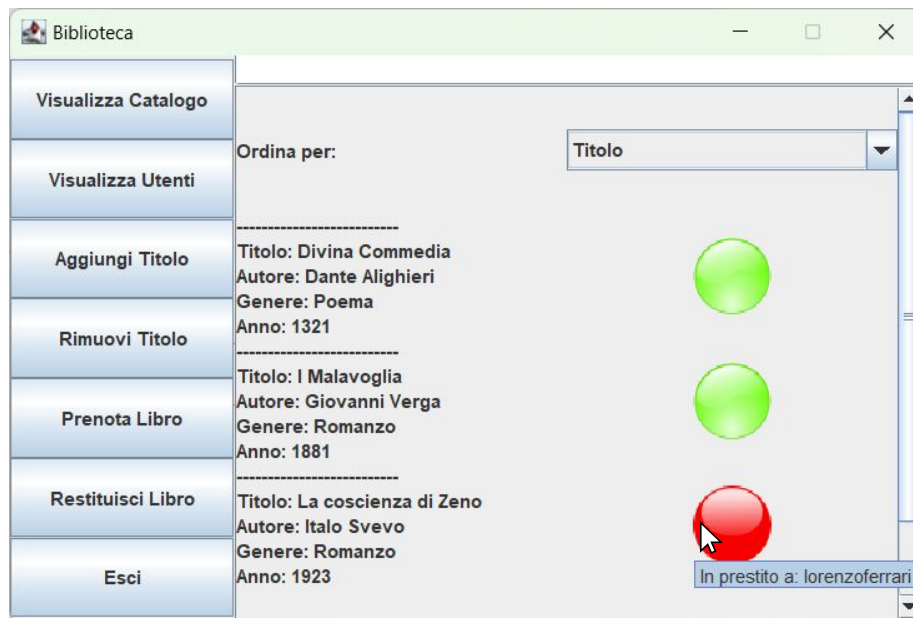 Biblioteca
Visualizza Catalogo
Visualizza Utenti
Aggiungi Titolo
Rimuovi Titolo
Prenota Libro
Restituisci Libro
Esci
Ordina per:
Titolo
--------------------------
Titolo: Divina Commedia
Autore: Dante Alighieri
Genere: Poema
Anno: 1321
--------------------------
Titolo: I Malavoglia
Autore: Giovanni Verga
Genere: Romanzo
Anno: 1881
--------------------------
Titolo: La coscienza di Zeno
Autore: Italo Svevo
Genere: Romanzo
Anno: 1923
In prestito a: lorenzoferrari